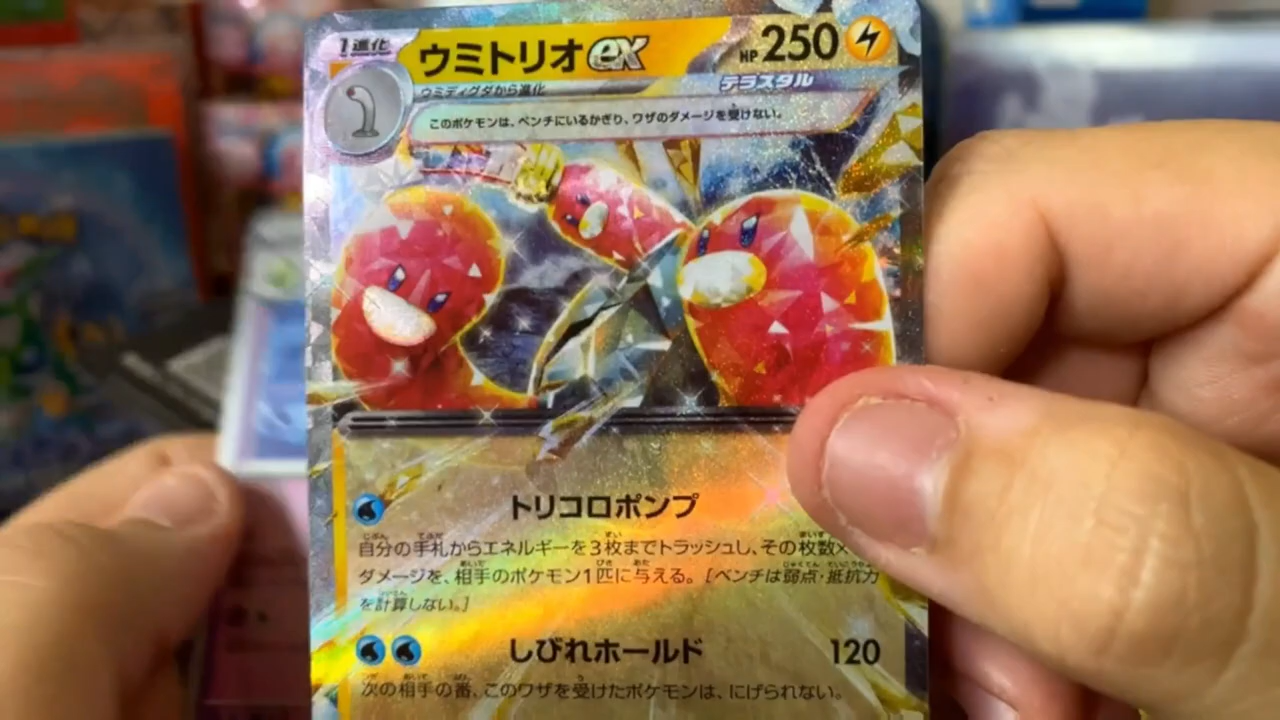 1進化
ウミトリオex
HP 250
テラスタル
ウミディグダから進化
このポケモンは、ベンチにいるかぎり、ワザのダメージを受けない。
トリコロポンプ
自分の手札からエネルギーを3枚までトラッシュし、その枚数×
ダメージを、相手のポケモン1匹に与える。[ベンチは弱点・抵抗力
を計算しない。]
しびれホールド 120
次の相手の番、このワザを受けたポケモンは、にげられない。